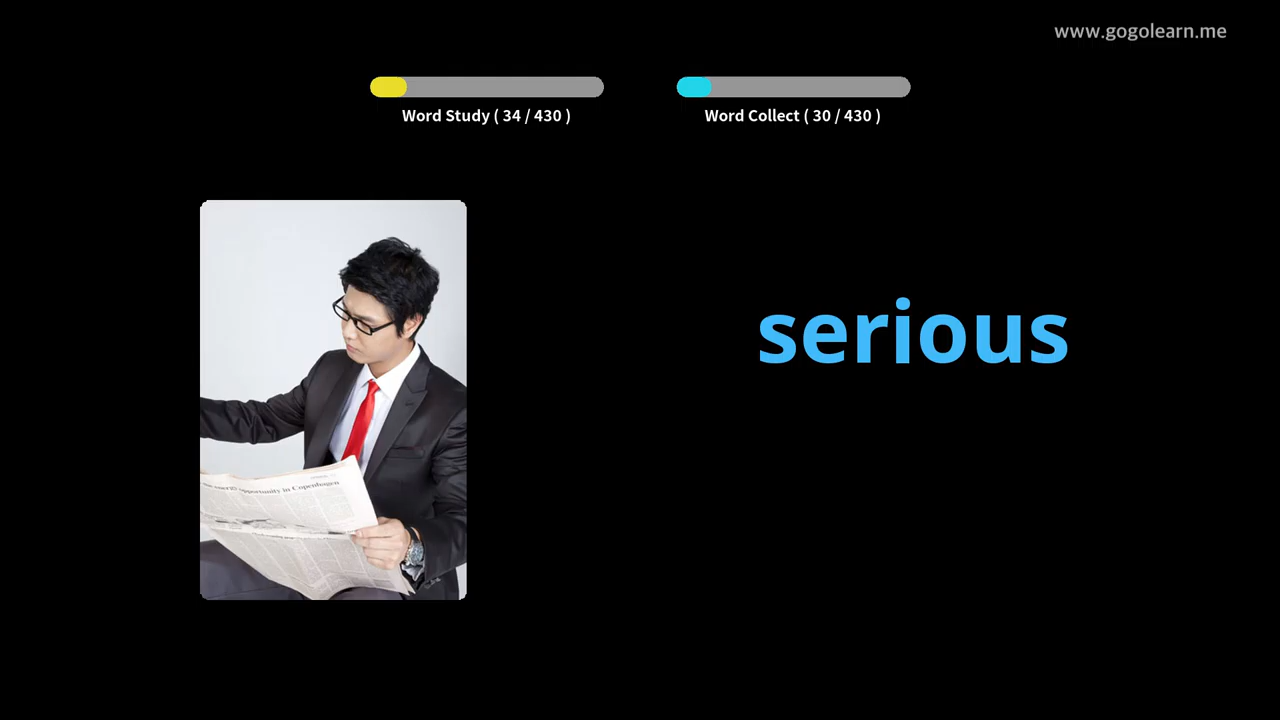 www.gogolearn.me
Word Study ( 34 / 430 )
Word Collect ( 30 / 430 )
serious
opportunity in Copenhagen